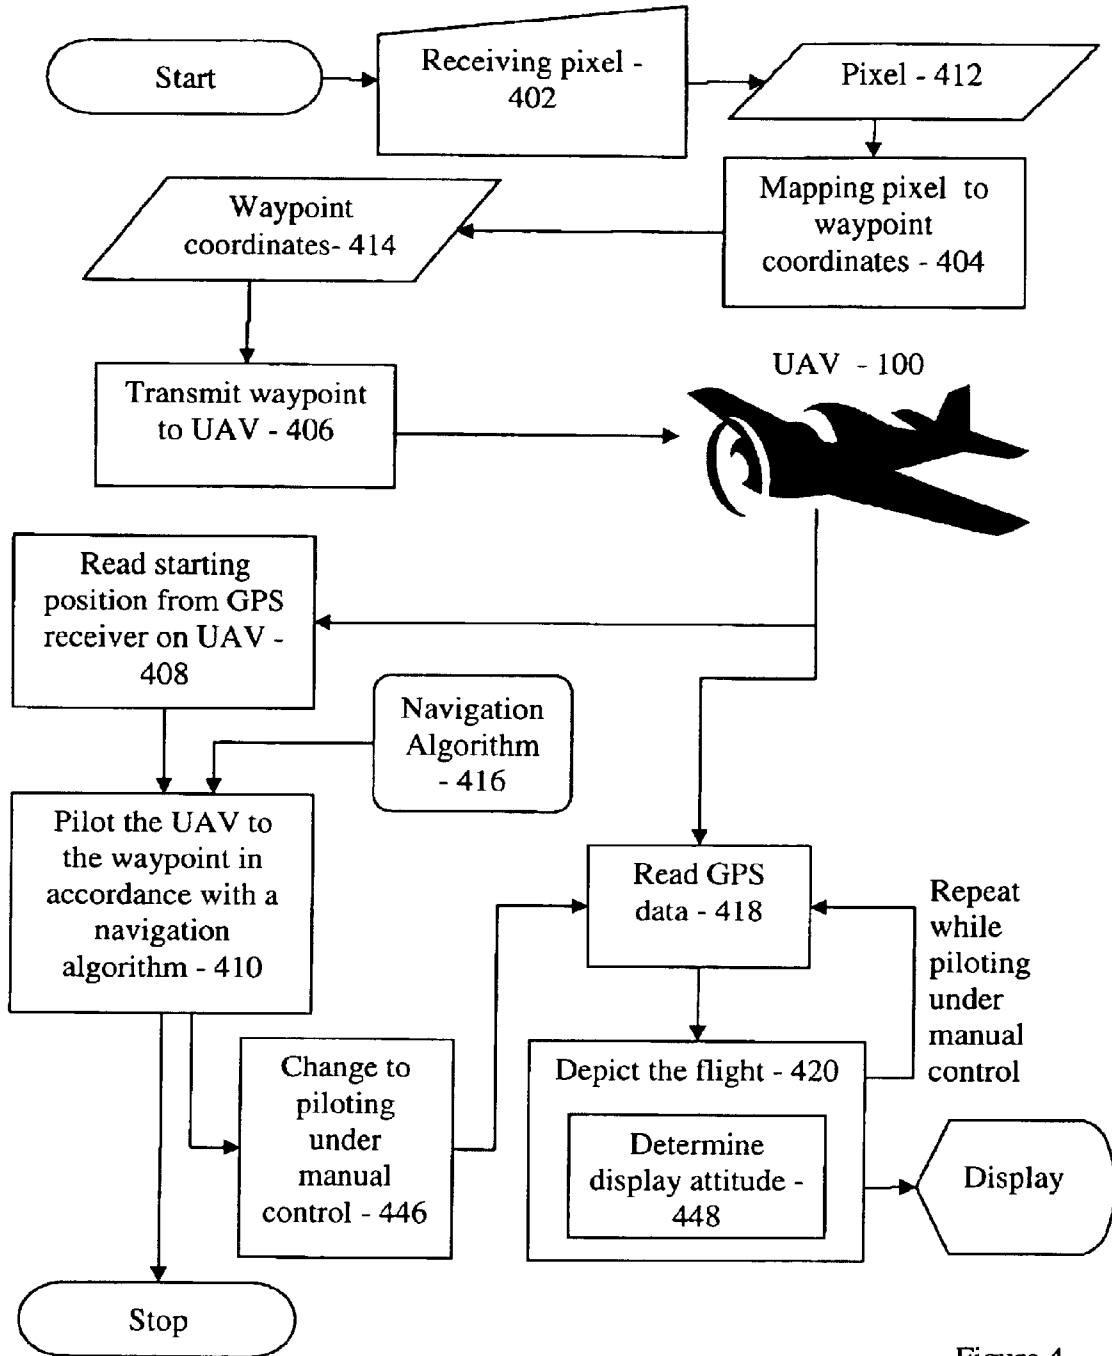 Start
Receiving pixel -
402
Pixel - 412
Mapping pixel to
waypoint
coordinates - 404
Waypoint
coordinates- 414
Transmit waypoint
to UAV - 406
UAV - 100
Read starting
position from GPS
receiver on UAV -
408
Navigation
Algorithm
- 416
Pilot the UAV to
the waypoint in
accordance with a
navigation
algorithm - 410
Read GPS
data - 418
Repeat
while
piloting
under
manual
control
Change to
piloting
under
manual
control - 446
Depict the flight - 420
Determine
display attitude -
448
Display
Stop
Figure 4